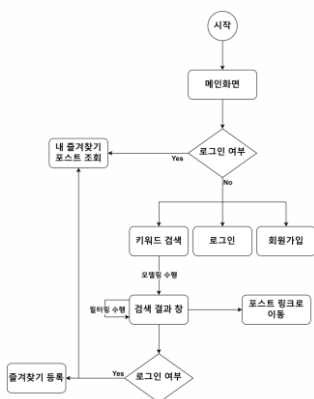 시작
메인화면
내 즐겨찾기
포스트 조회
Yes
로그인 여부
No
키워드 검색
로그인
회원가입
모델링 수행
필터링 수행
검색 결과 창
포스트 링크로
이동
즐겨찾기 등록
Yes
로그인 여부